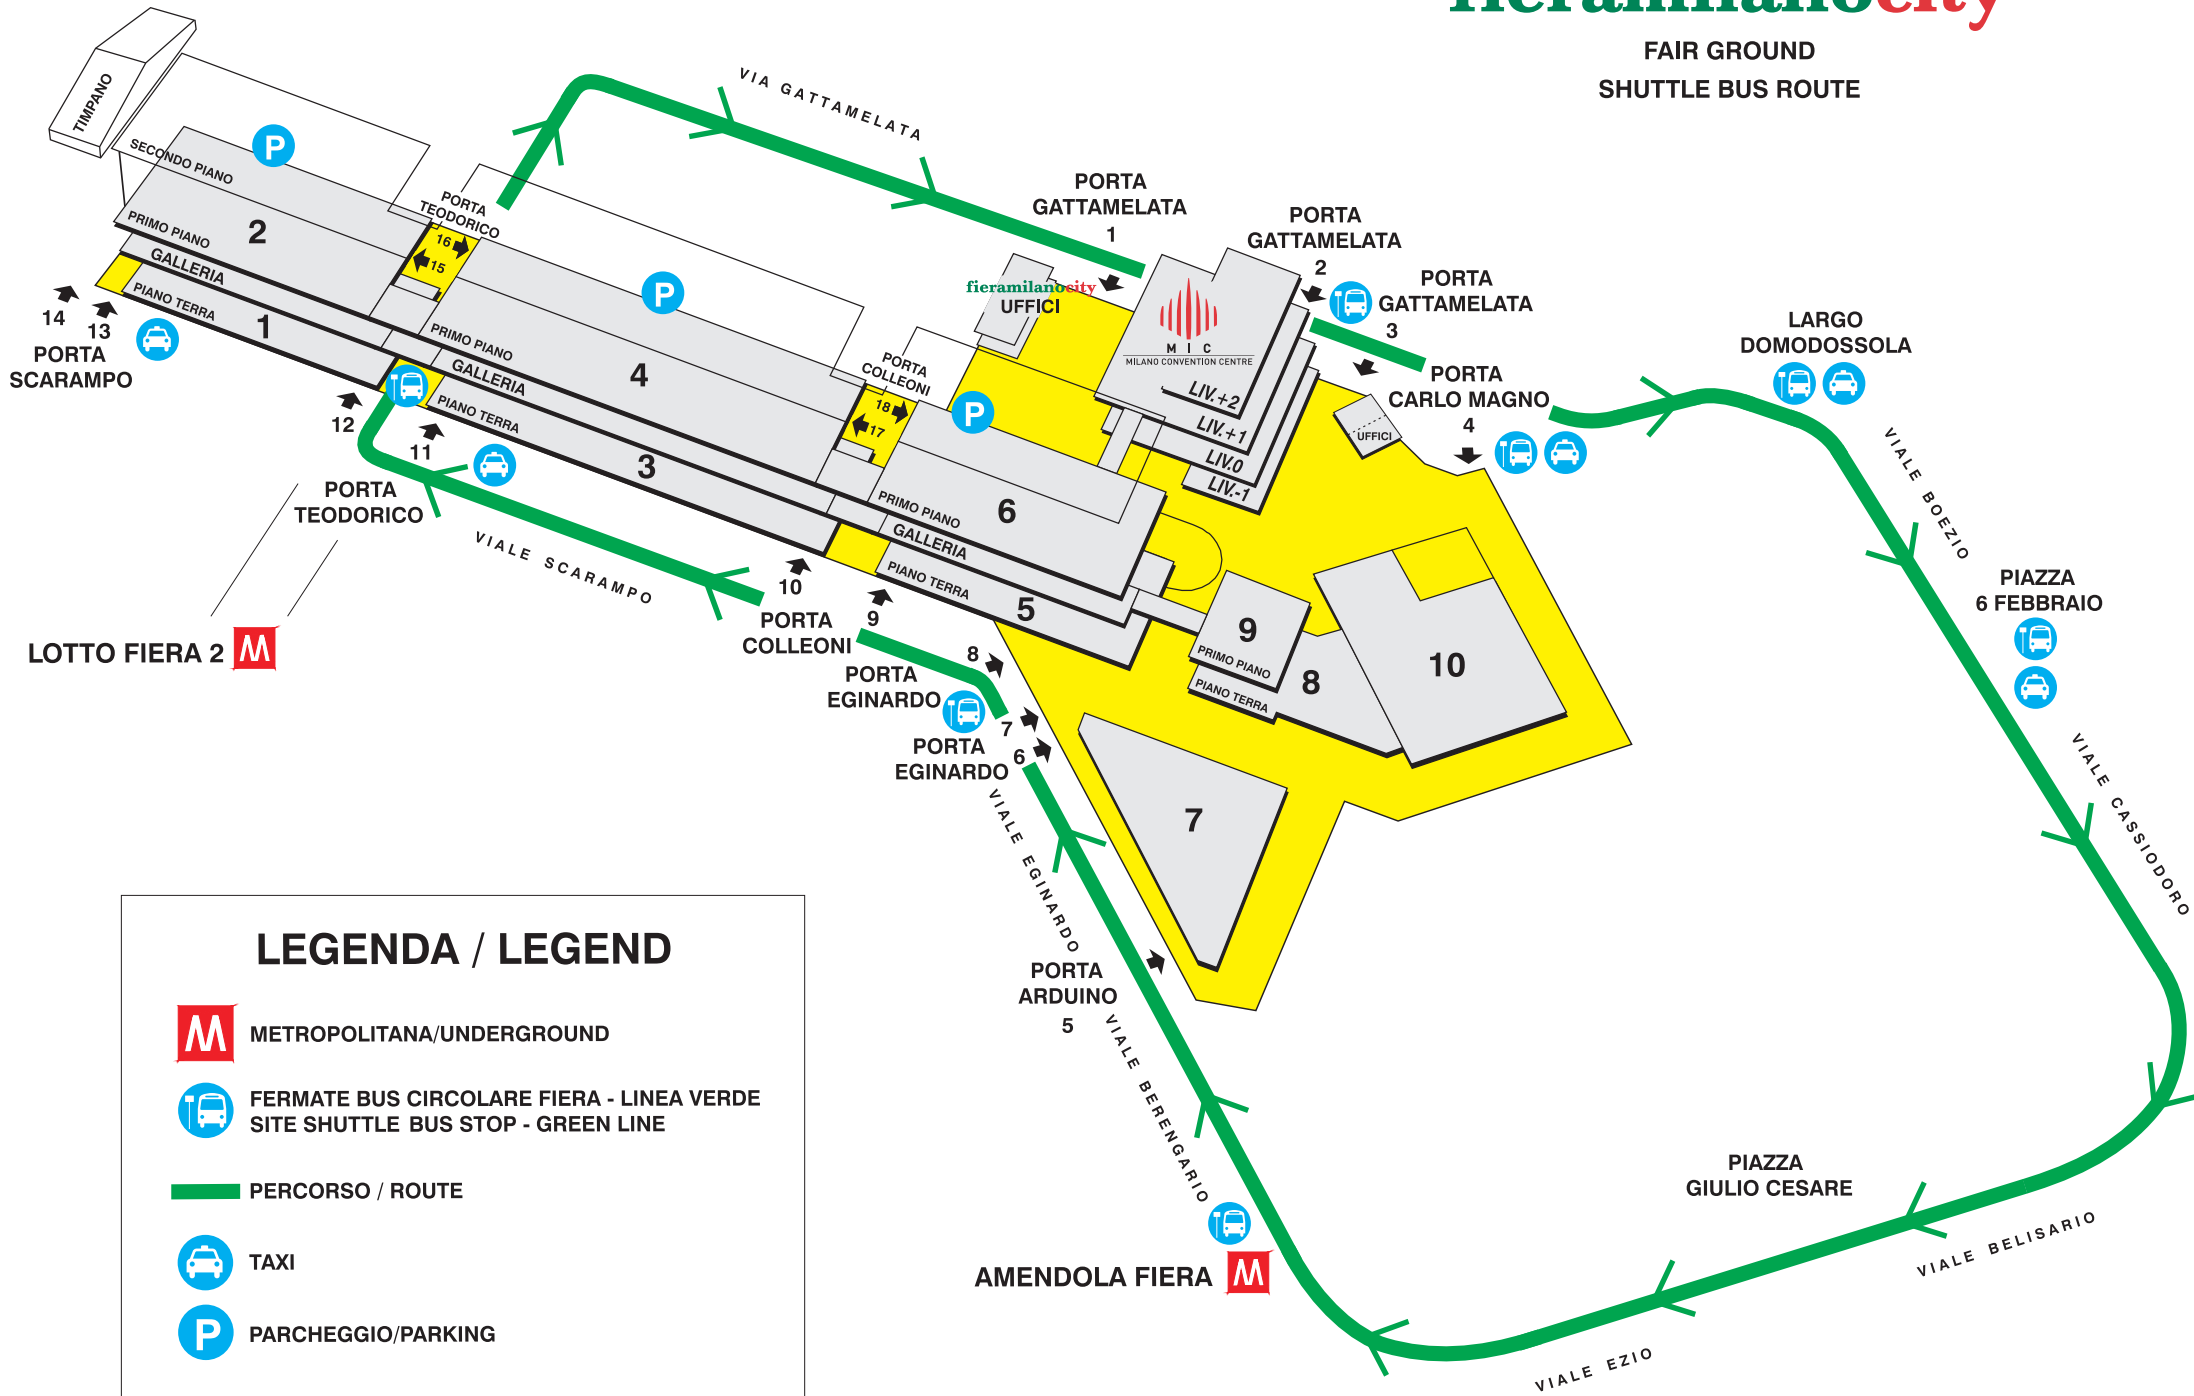 fieramilanocity
FAIR GROUND
SHUTTLE BUS ROUTE
TIMPANO
VIA GATTAMELATA
P
SECONDO PIANO
PRIMO PIANO
2
GALLERIA
PIANO TERRA
1
14
13
PORTA
SCARAMPO
PORTA
TEODORICO
16
15
P
PRIMO PIANO
4
GALLERIA
PIANO TERRA
3
12
11
PORTA
TEODORICO
VIALE SCARAMPO
LOTTO FIERA 2
M
PORTA
COLLEONI
18
17
P
fieramilanocity
UFFICI
PRIMO PIANO
6
GALLERIA
PIANO TERRA
5
10
9
PORTA
COLLEONI
8
PORTA
EGINARDO
7
PORTA
EGINARDO
6
PORTA
GATTAMELATA
1
PORTA
GATTAMELATA
2
PORTA
GATTAMELATA
3
MIC
MILANO CONVENTION CENTRE
LIV.+2
LIV.+1
LIV.0
LIV.-1
UFFICI
PORTA
CARLO MAGNO
4
LARGO
DOMODOSSOLA
VIALE BOEZIO
PIAZZA
6 FEBBRAIO
VIALE CASSIODORO
9
PRIMO PIANO
PIANO TERRA
8
10
7
VIALE EGINARDO
PORTA
ARDUINO
5
VIALE BERENGARIO
AMENDOLA FIERA
M
PIAZZA
GIULIO CESARE
VIALE BELISARIO
VIALE EZIO
LEGENDA / LEGEND
M
METROPOLITANA/UNDERGROUND
FERMATE BUS CIRCOLARE FIERA - LINEA VERDE
SITE SHUTTLE BUS STOP - GREEN LINE
PERCORSO / ROUTE
TAXI
P
PARCHEGGIO/PARKING